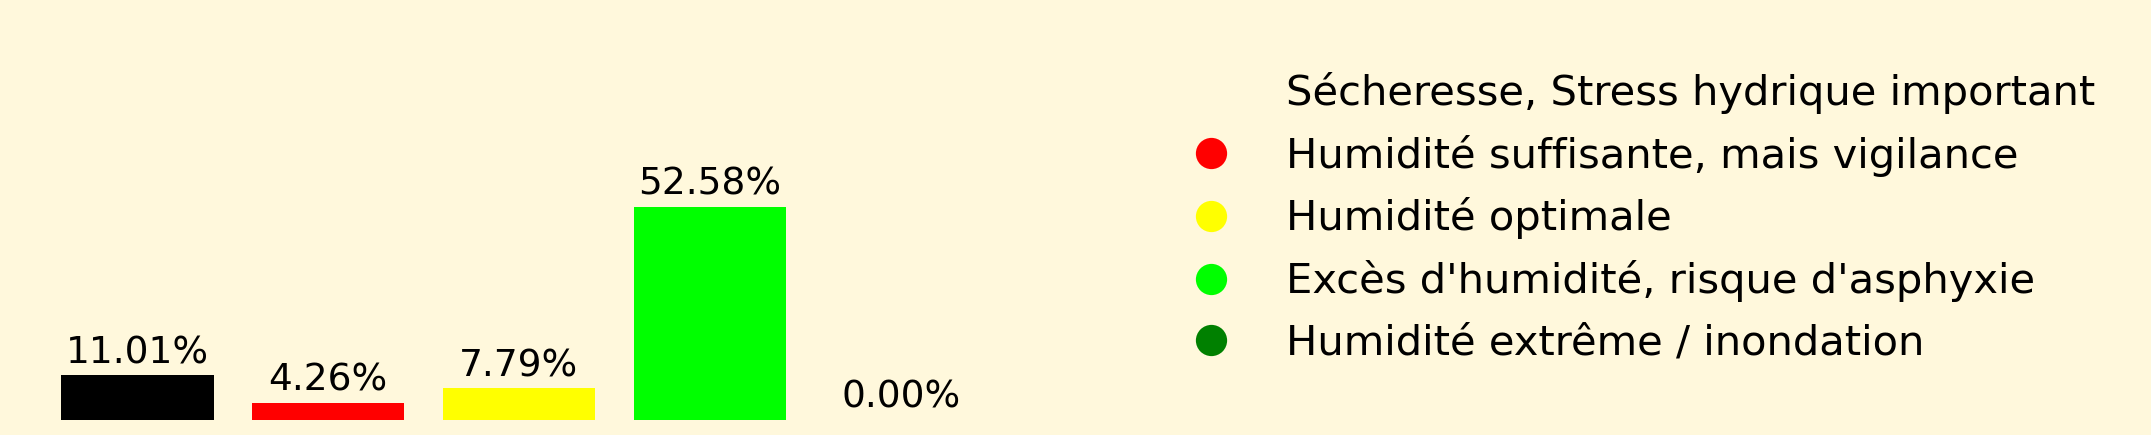 11.01%
4.26%
7.79%
52.58%
0.00%
Sécheresse, Stress hydrique important
Humidité suffisante, mais vigilance
Humidité optimale
Excès d'humidité, risque d'asphyxie
Humidité extrême / inondation